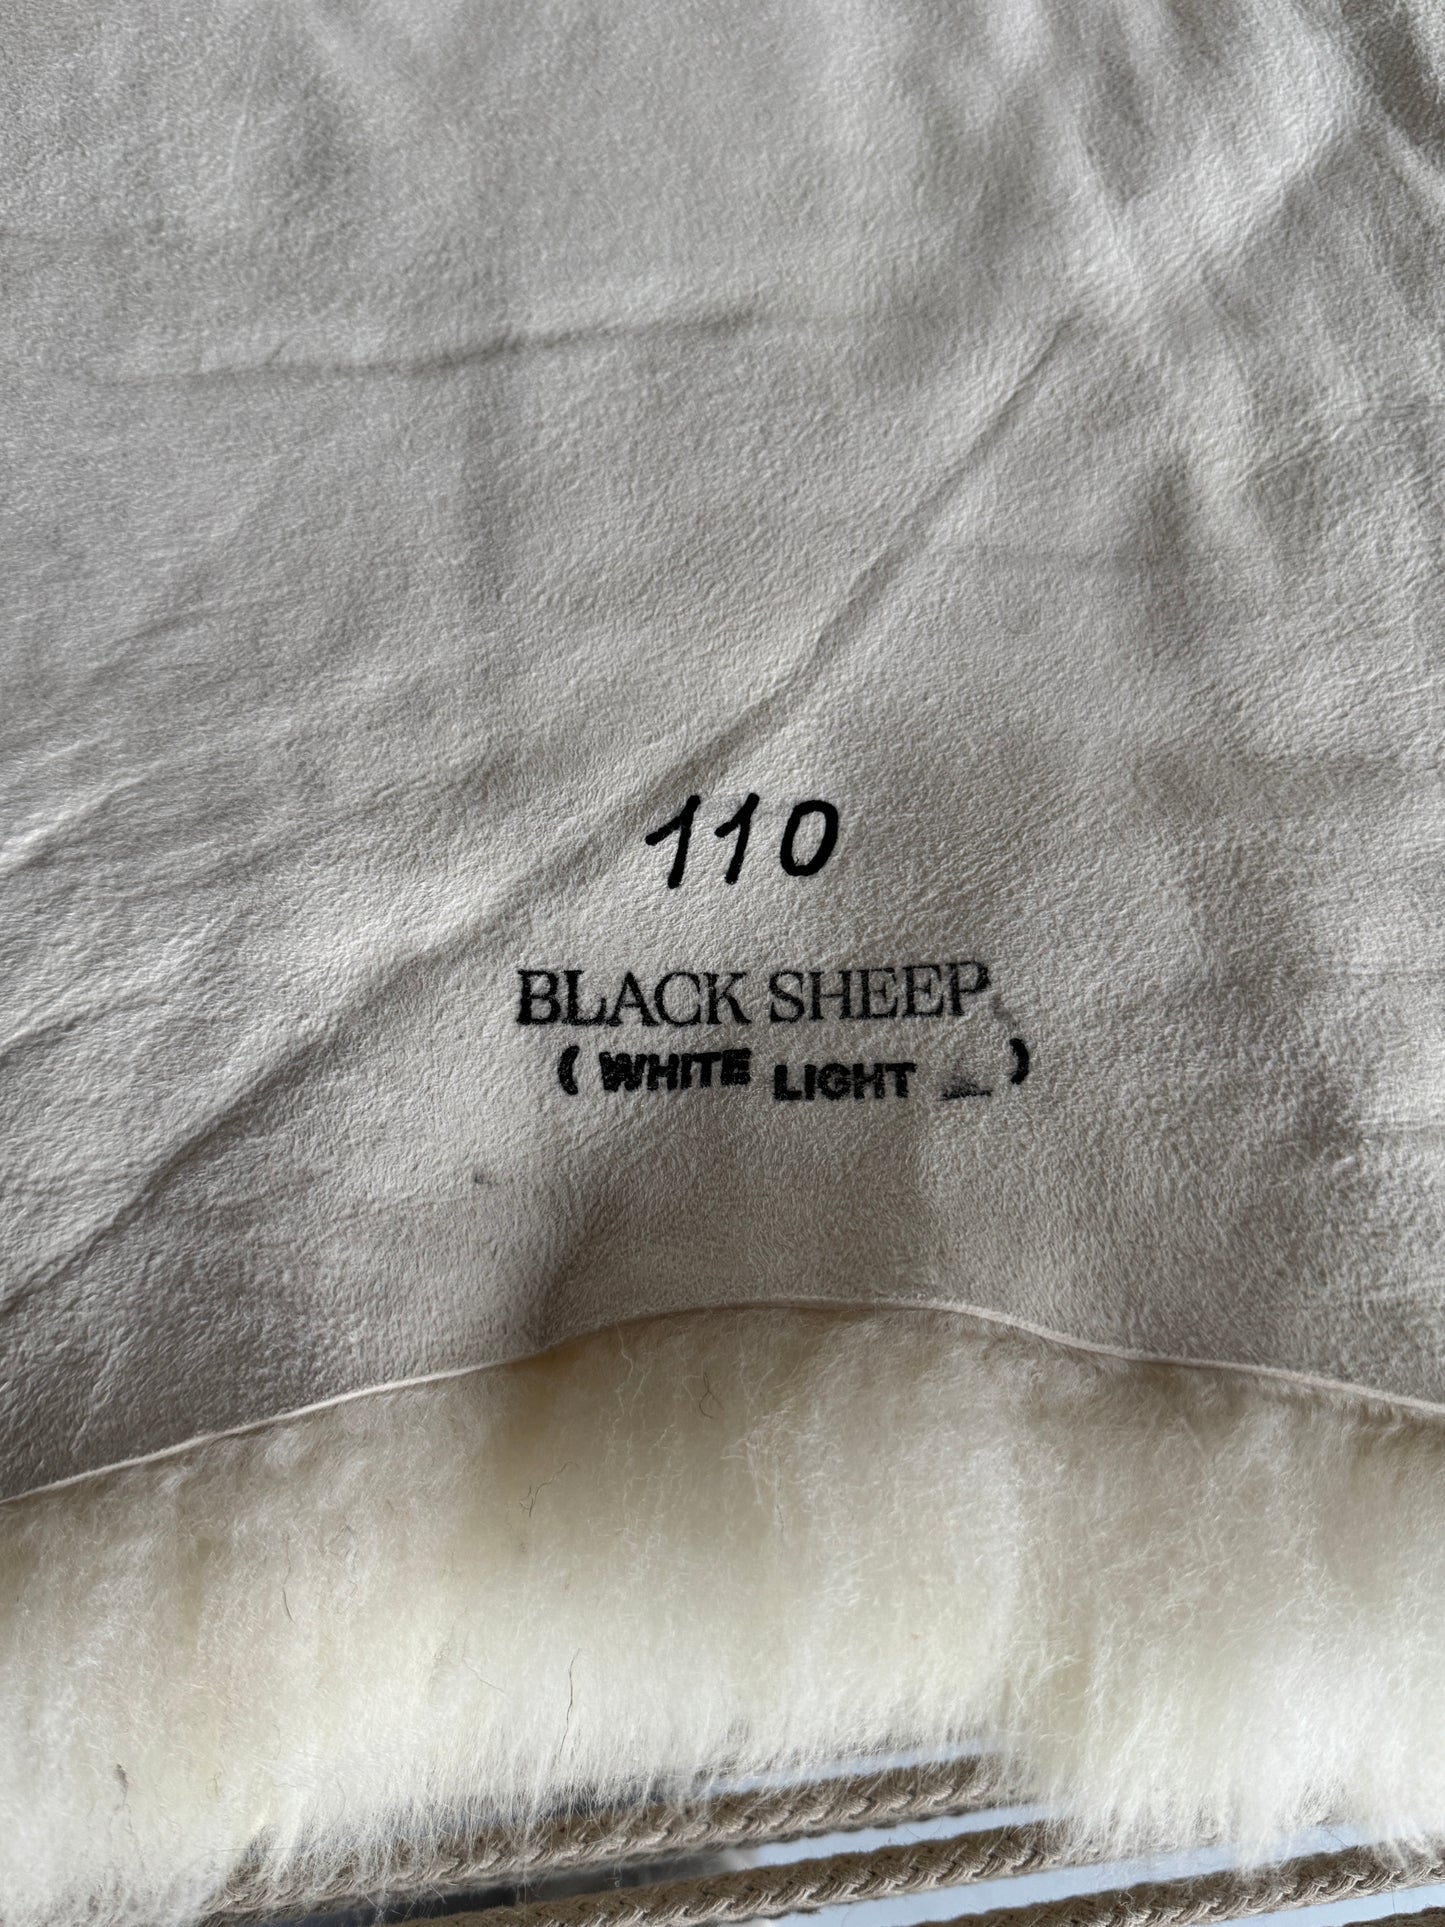 110
BLACK SHEEP
( WHITE LIGHT )